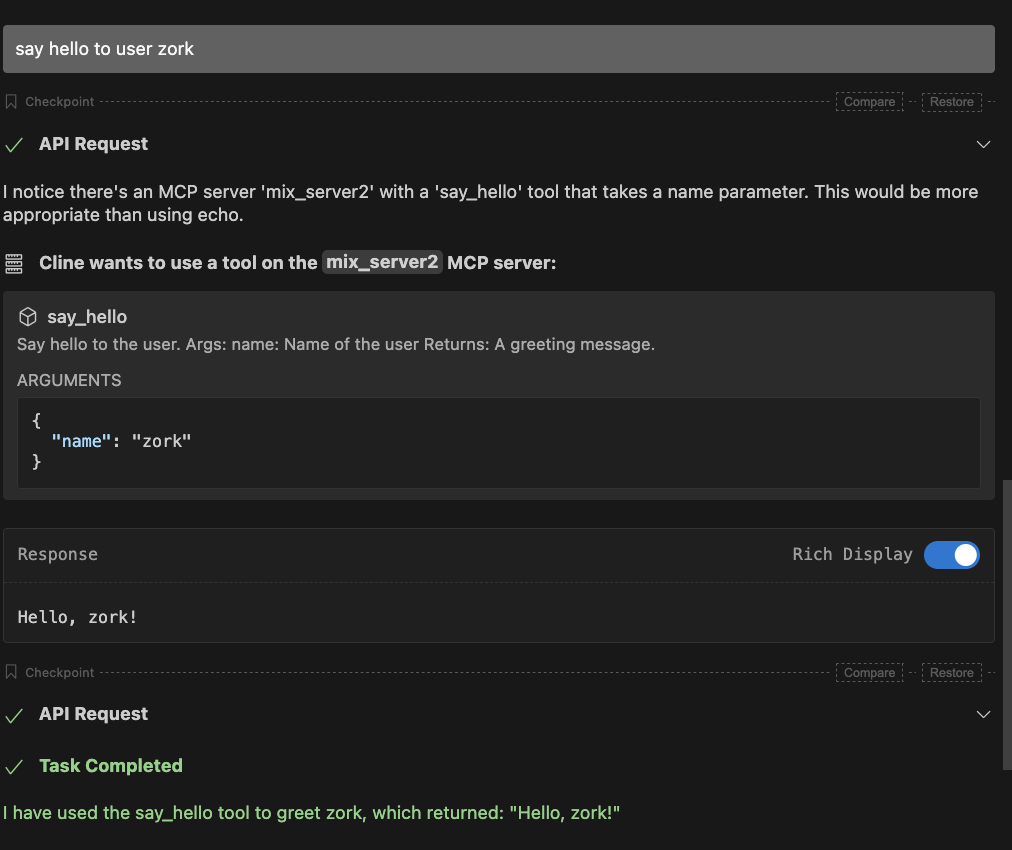 say hello to user zork
Checkpoint Compare Restore
API Request
I notice there's an MCP server 'mix_server2' with a 'say_hello' tool that takes a name parameter. This would be more
appropriate than using echo.
Cline wants to use a tool on the mix_server2 MCP server:
say_hello
Say hello to the user. Args: name: Name of the user Returns: A greeting message.
ARGUMENTS
{
"name": "zork"
}
Response Rich Display
Hello, zork!
Checkpoint Compare Restore
API Request
Task Completed
I have used the say_hello tool to greet zork, which returned: "Hello, zork!"